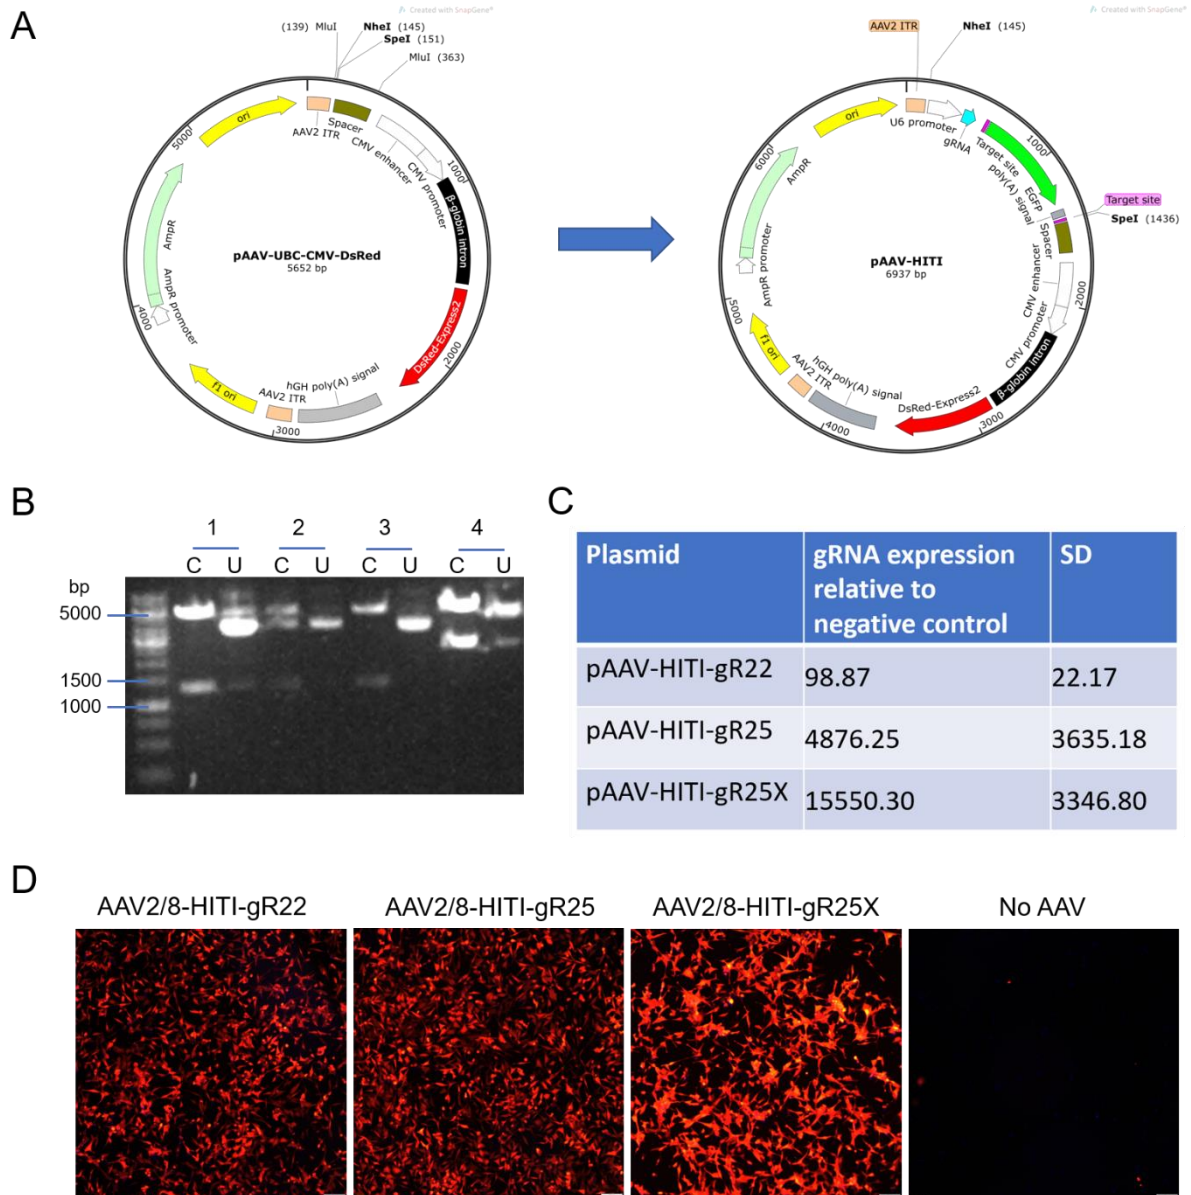 A
Created with SnapGene®
(139) MluI
NheI (145)
SpeI (151)
MluI (363)
ori
AAV2 ITR
Spacer
CMV enhancer
CMV promoter
β-globin intron
DsRed-Express2
hGH poly(A) signal
AAV2 ITR
f1 ori
AmpR promoter
AmpR
1000
2000
3000
4000
5000
pAAV-UBC-CMV-DsRed
5652 bp
Created with SnapGene®
AAV2 ITR
NheI (145)
ori
U6 promoter
gRNA
Target site
EGFP
poly(A) signal
Target site
SpeI (1436)
Spacer
CMV enhancer
CMV promoter
β-globin intron
DsRed-Express2
hGH poly(A) signal
AAV2 ITR
f1 ori
AmpR promoter
AmpR
1000
2000
3000
4000
5000
6000
pAAV-HITI
6937 bp
B
1 2 3 4
C U C U C U C U
bp
5000
1500
1000
C
Plasmid gRNA expression relative to negative control SD
pAAV-HITI-gR22 98.87 22.17
pAAV-HITI-gR25 4876.25 3635.18
pAAV-HITI-gR25X 15550.30 3346.80
D
AAV2/8-HITI-gR22 AAV2/8-HITI-gR25 AAV2/8-HITI-gR25X No AAV